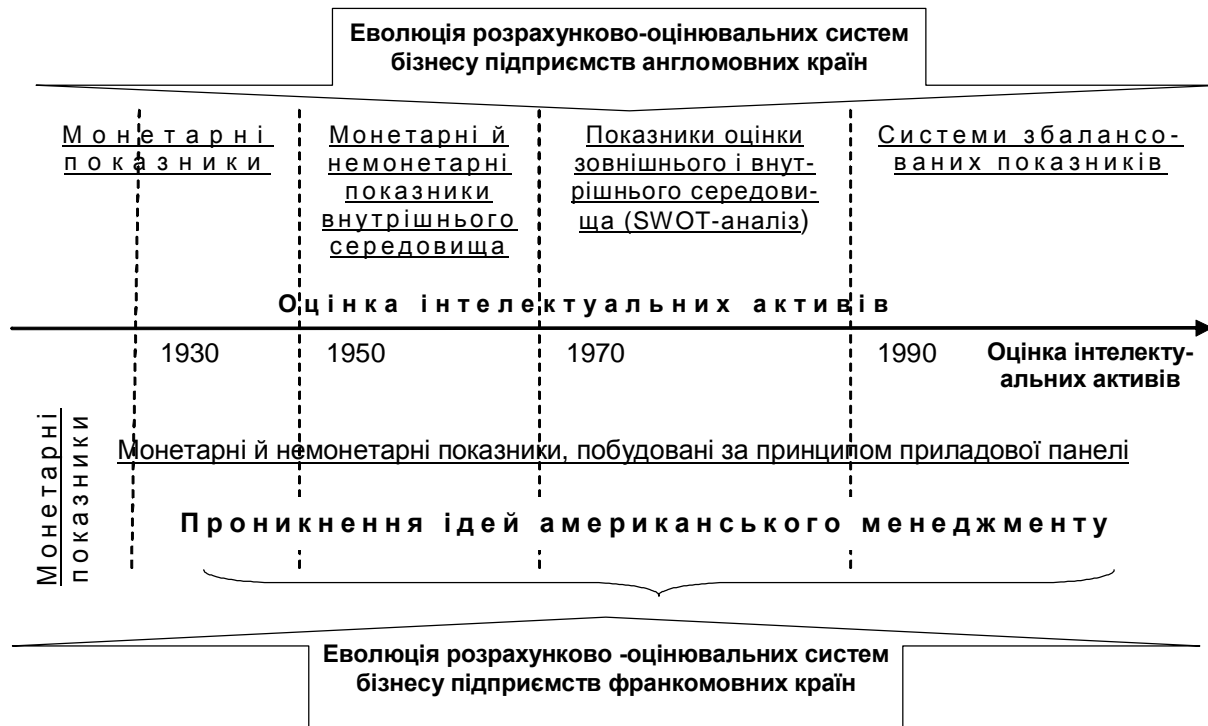 Еволюція розрахунково-оцінювальних систем
бізнесу підприємств англомовних країн
Монетарні
показники
Монетарні й
немонетарні
показники
внутрішнього
середовища
Показники оцінки
зовнішнього і внут-
рішнього середови-
ща (SWOT-аналіз)
Системи збалансо-
ваних показників
Оцінка інтелектуальних активів
1930
1950
1970
1990
Оцінка інтелекту-
альних активів
Монетарні
показники
Монетарні й немонетарні показники, побудовані за принципом приладової панелі
Проникнення ідей американського менеджменту
Еволюція розрахунково -оцінювальних систем
бізнесу підприємств франкомовних країн